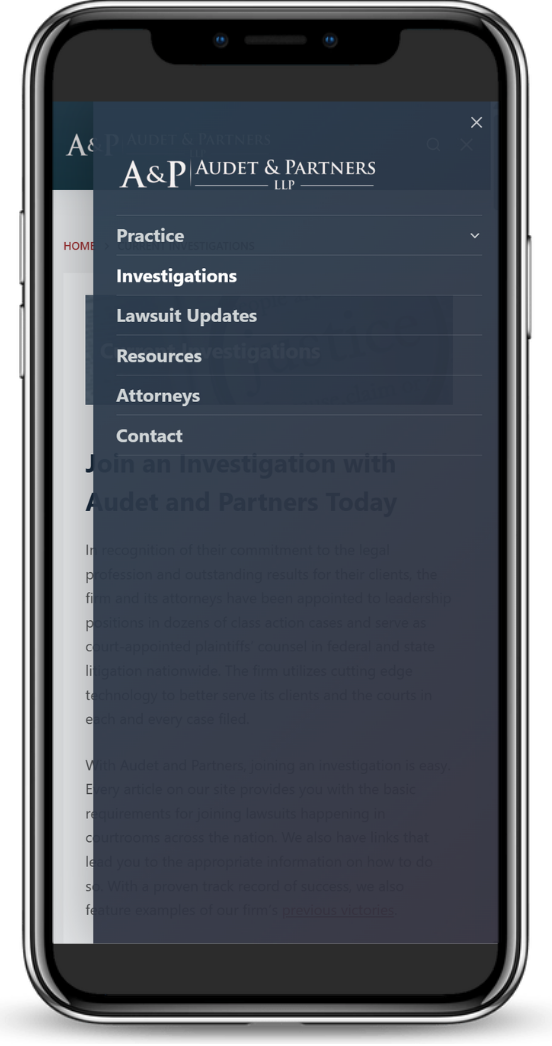 A&P AUDET & PARTNERS
A&P AUDET & PARTNERS
LLP
Practice
HOME
CURRENT INVESTIGATIONS
Investigations
Lawsuit Updates
Current Investigations
Resources
Attorneys
Contact
Join an Investigation with
Audet and Partners Today
In recognition of their commitment to the legal
profession and outstanding results for their clients, the
firm and its attorneys have been appointed to leadership
positions in dozens of class action cases and serve as
court-appointed plaintiffs' counsel in federal and state
litigation nationwide. The firm utilizes cutting edge
technology to better serve its clients and the courts in
each and every case filed.
With Audet and Partners, joining an investigation is easy.
Every article on our site provides you with the basic
requirements for joining lawsuits happening in
courtrooms across the nation. We also have links that
lead you to the appropriate information on how to do
so. With a proven track record of success, we also
feature examples of our firm's previous victories.